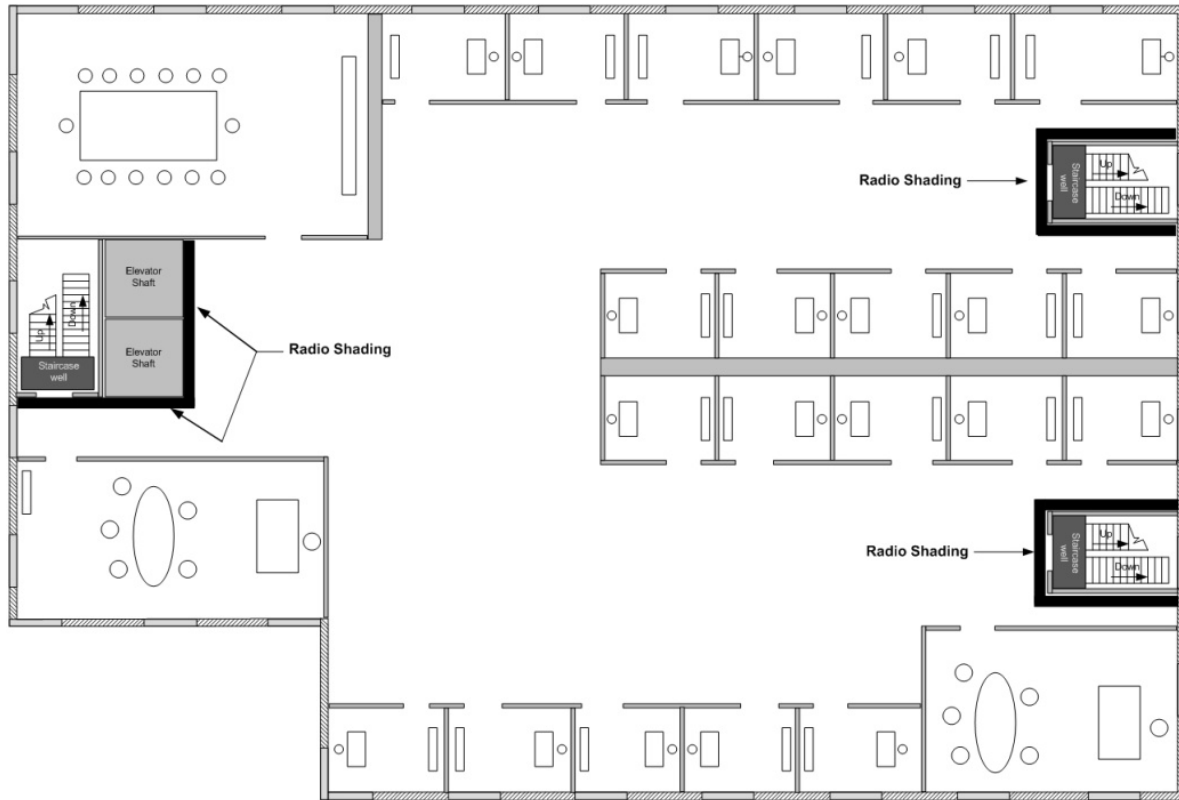 Radio Shading
Staircase
well
Up
Down
Elevator
Shaft
Elevator
Shaft
Up
Down
Staircase
well
Radio Shading
Radio Shading
Staircase
well
Up
Down